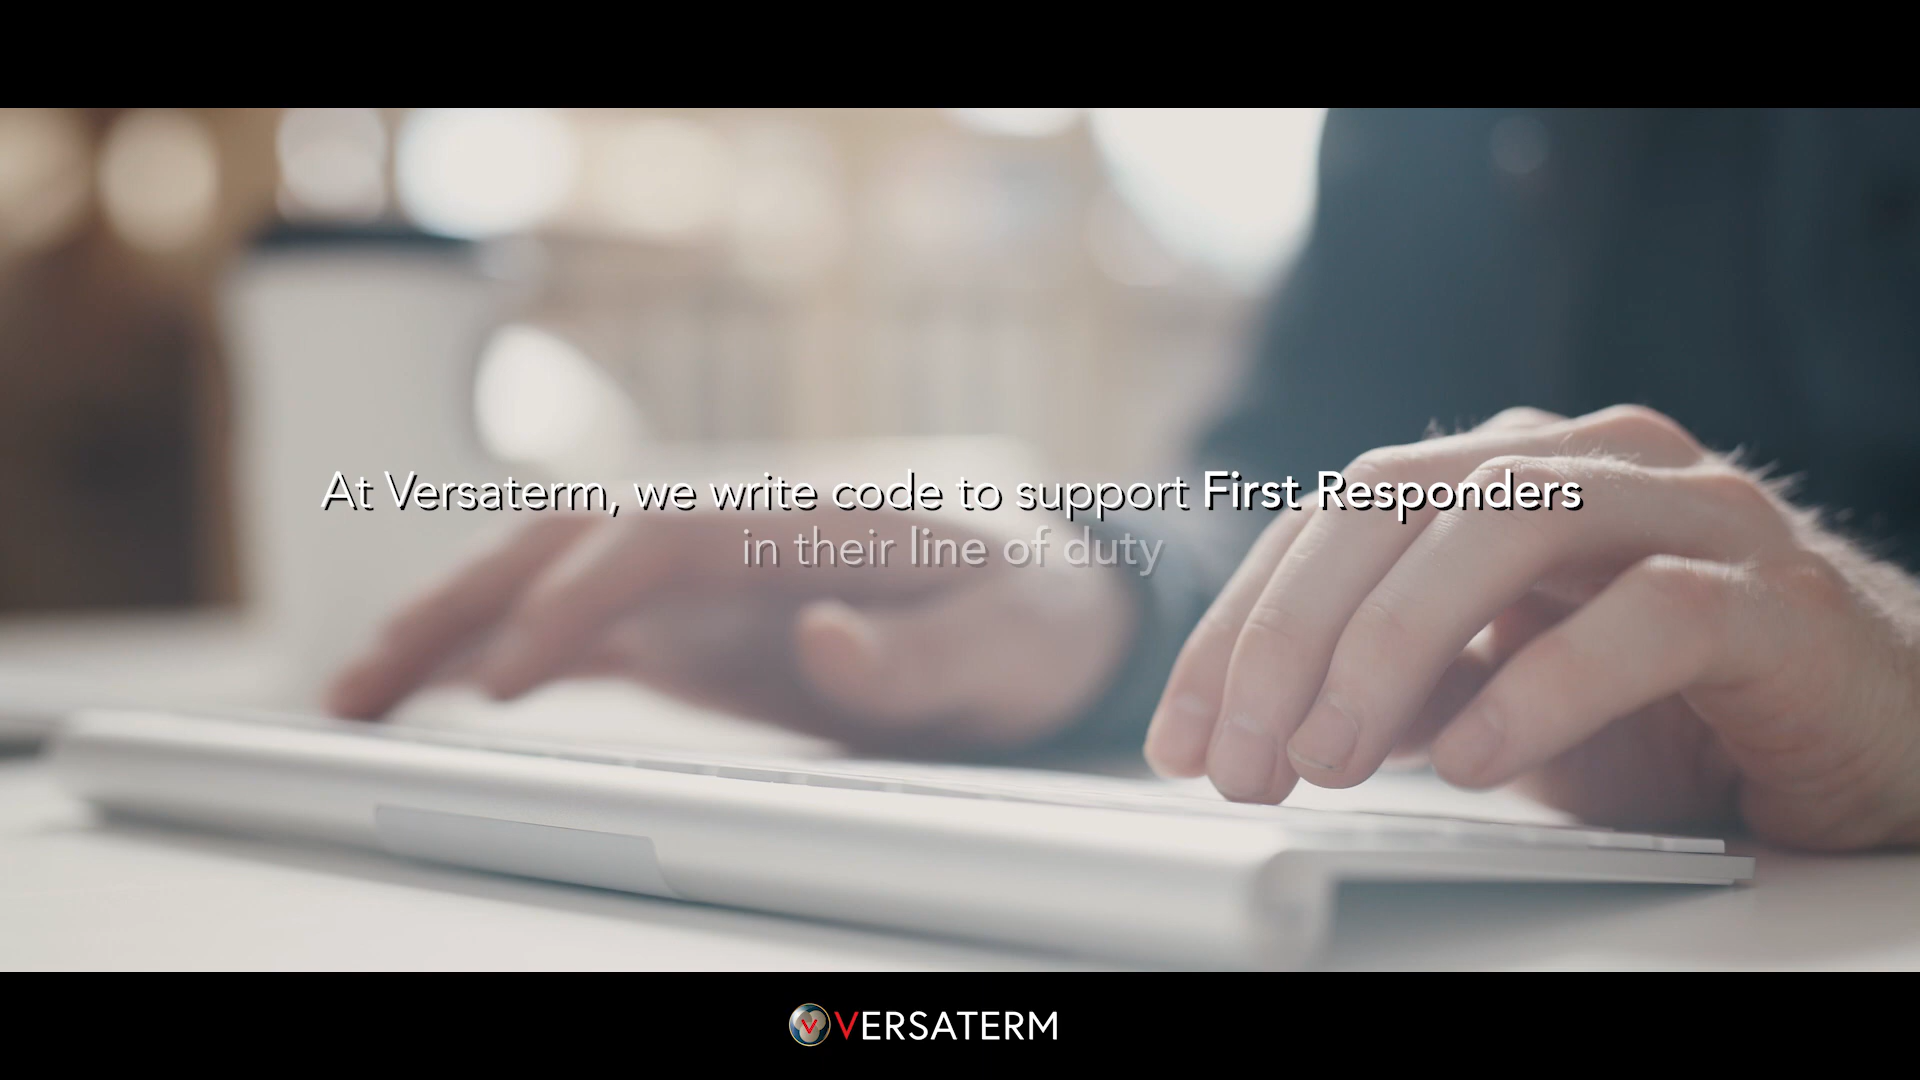 At Versaterm, we write code to support First Responders
in their line of duty
VERSATERM